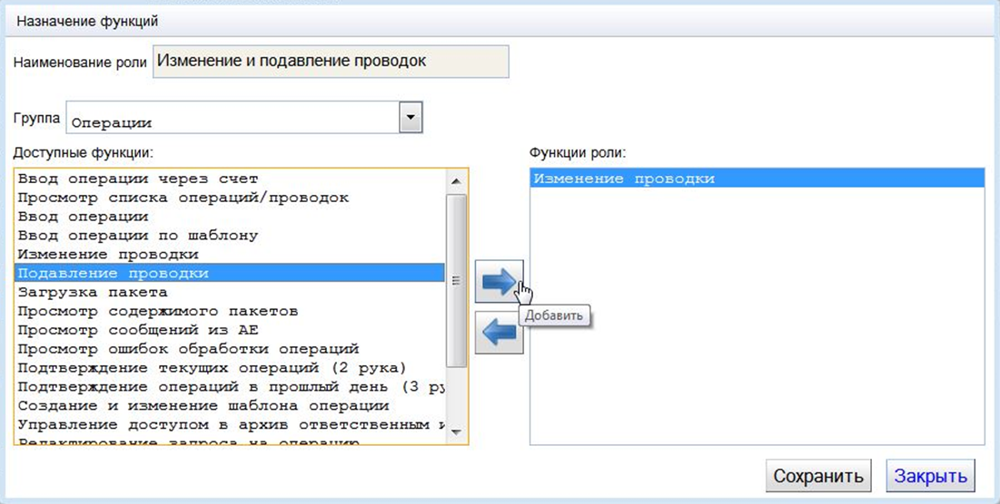 Назначение функций
Наименование роли Изменение и подавление проводок
Группа Операции
Доступные функции:
Ввод операции через счет
Просмотр списка операций/проводок
Ввод операции
Ввод операции по шаблону
Изменение проводки
Подавление проводки
Загрузка пакета
Просмотр содержимого пакетов
Просмотр сообщений из АЕ
Просмотр ошибок обработки операций
Подтверждение текущих операций (2 рука)
Подтверждение операций в прошлый день (3 ру
Создание и изменение шаблона операции
Управление доступом в архив ответственным и
Редактирование запроса на операцию
Добавить
Функции роли:
Изменение проводки
Сохранить Закрыть